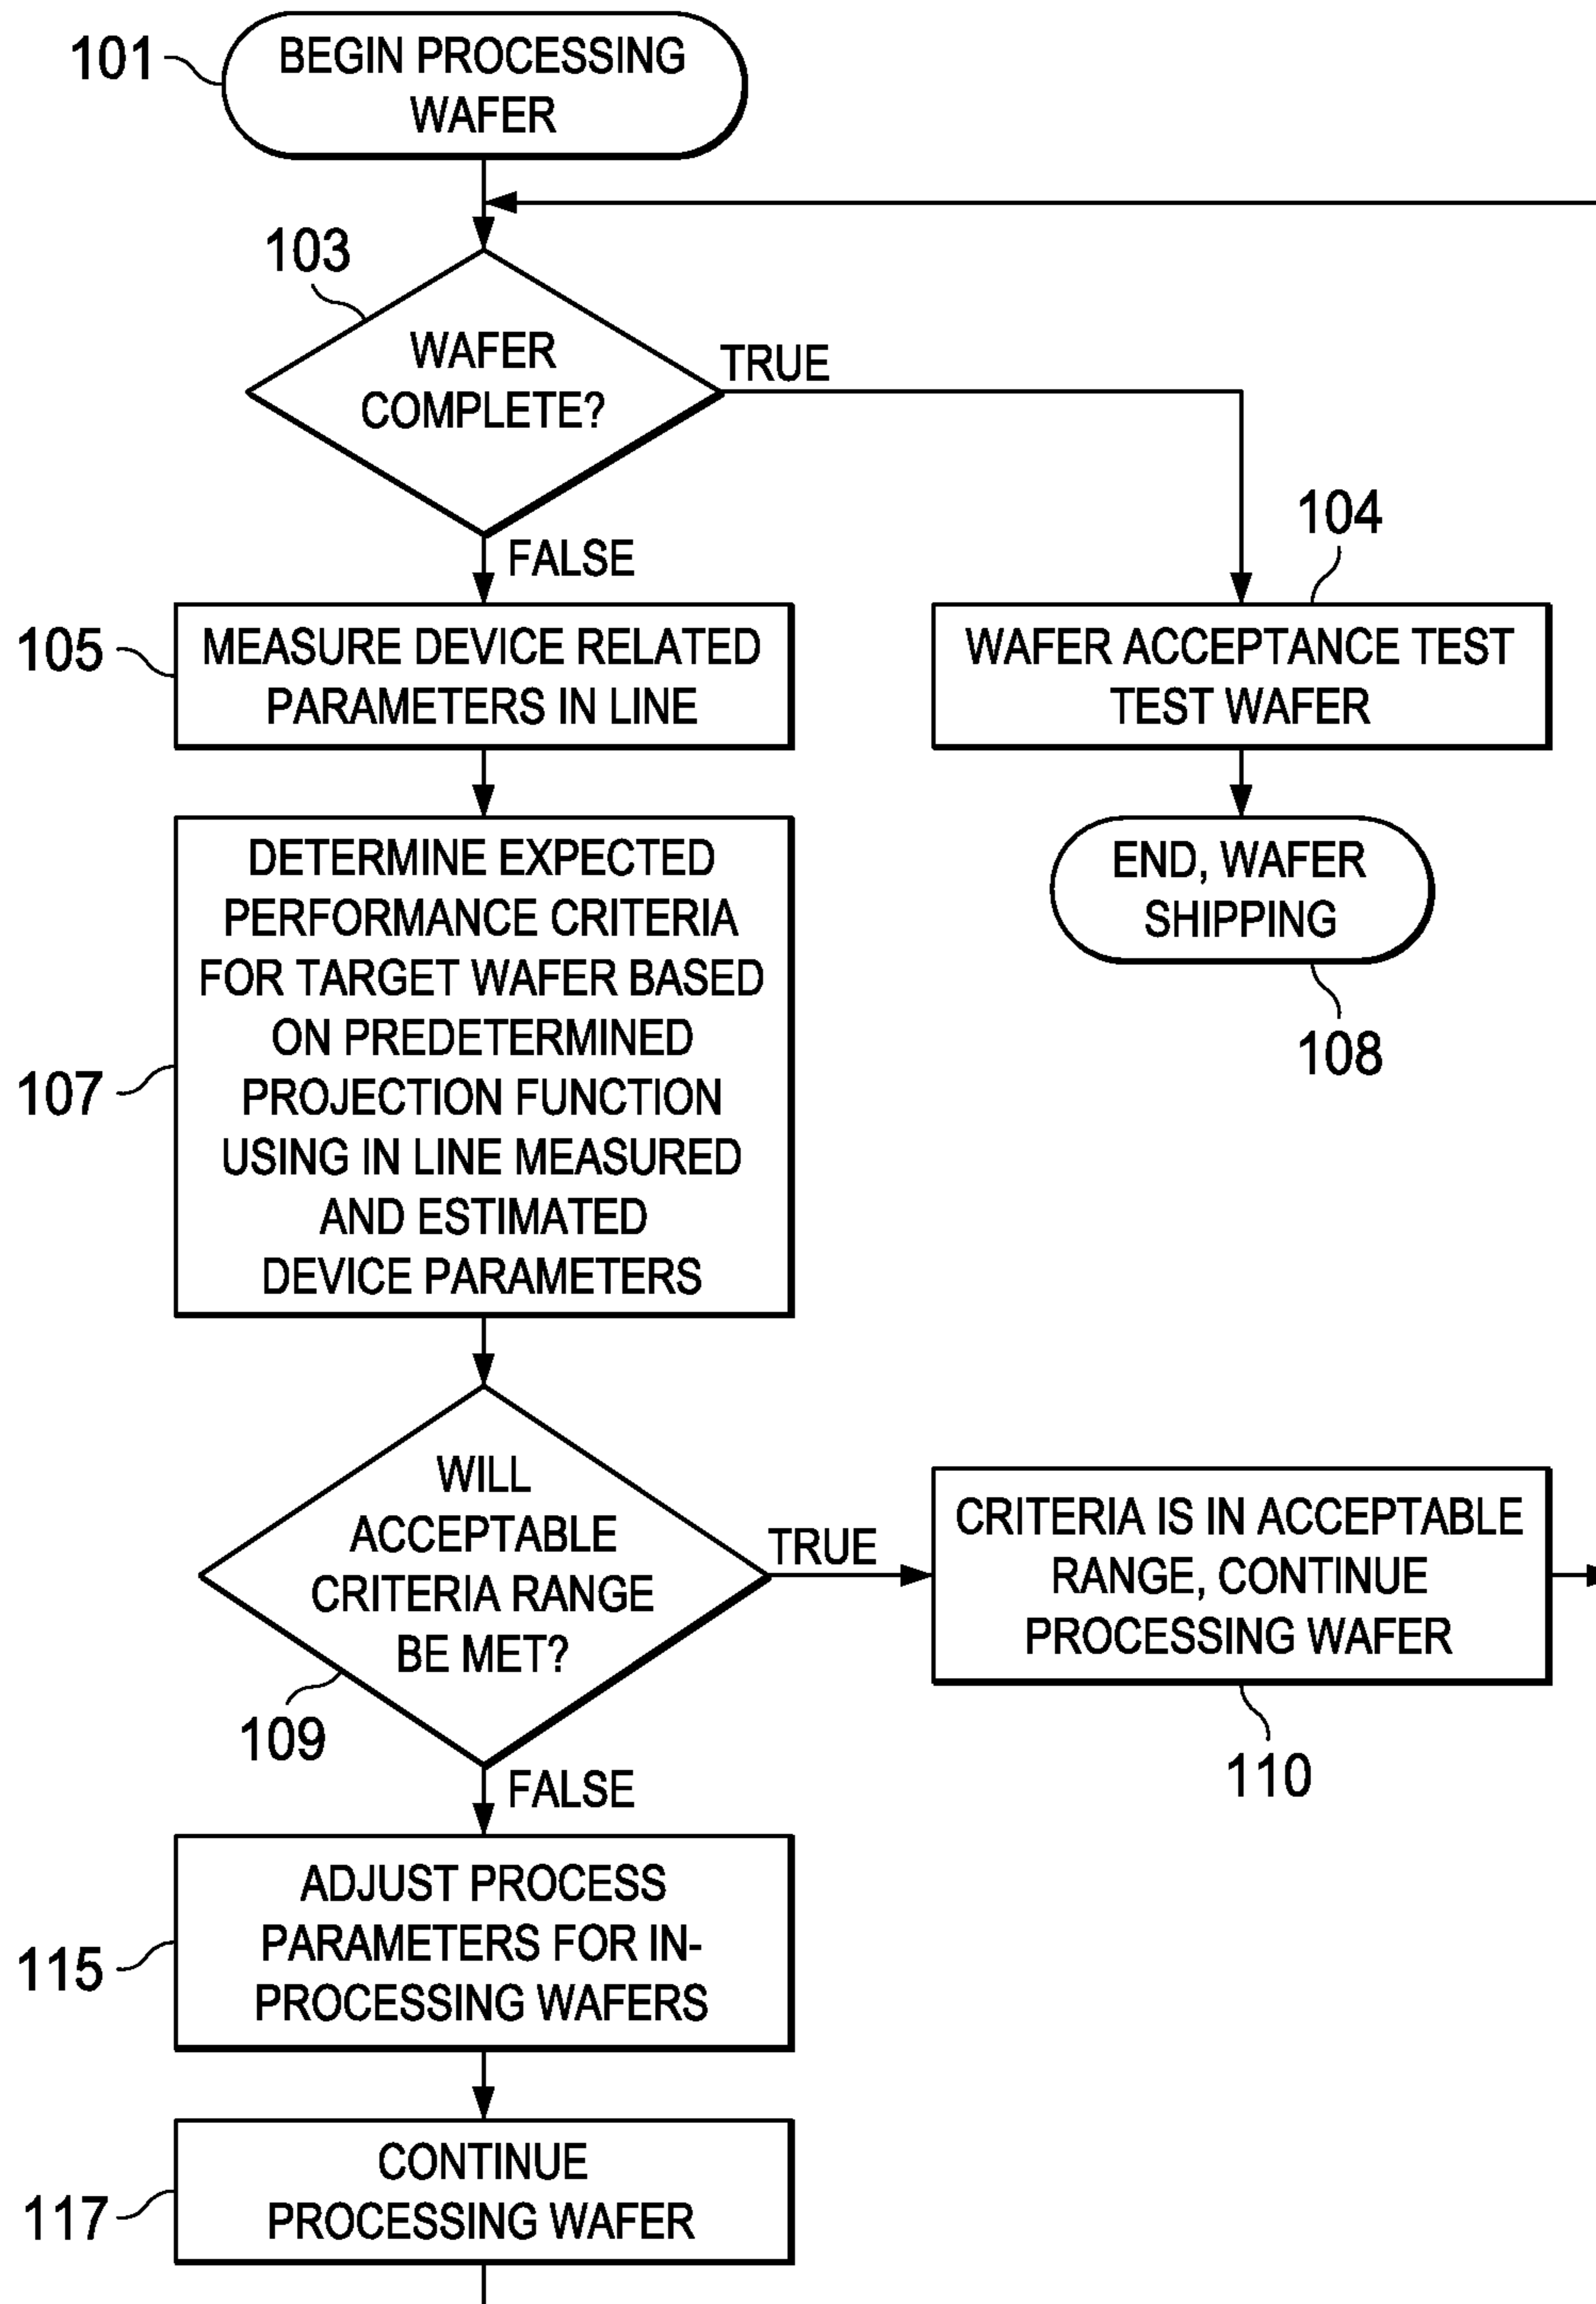 101
BEGIN PROCESSING
WAFER
103
WAFER
COMPLETE?
TRUE
FALSE
104
105
MEASURE DEVICE RELATED
PARAMETERS IN LINE
WAFER ACCEPTANCE TEST
TEST WAFER
107
DETERMINE EXPECTED
PERFORMANCE CRITERIA
FOR TARGET WAFER BASED
ON PREDETERMINED
PROJECTION FUNCTION
USING IN LINE MEASURED
AND ESTIMATED
DEVICE PARAMETERS
END, WAFER
SHIPPING
108
WILL
ACCEPTABLE
CRITERIA RANGE
BE MET?
109
TRUE
CRITERIA IS IN ACCEPTABLE
RANGE, CONTINUE
PROCESSING WAFER
110
FALSE
115
ADJUST PROCESS
PARAMETERS FOR IN-
PROCESSING WAFERS
117
CONTINUE
PROCESSING WAFER